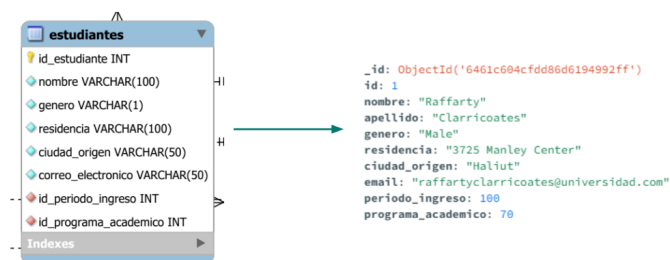 estudiantes
id_estudiante INT
nombre VARCHAR(100)
genero VARCHAR(1)
residencia VARCHAR(100)
ciudad_origen VARCHAR(50)
correo_electronico VARCHAR(50)
id_periodo_ingreso INT
id_programa_academico INT
Indexes
_id: ObjectId('6461c604cfdd86d6194992ff')
id: 1
nombre: "Raffarty"
apellido: "Clarricoates"
genero: "Male"
residencia: "3725 Manley Center"
ciudad_origen: "Haliut"
email: "raffartyclarricoates@universidad.com"
periodo_ingreso: 100
programa_academico: 70